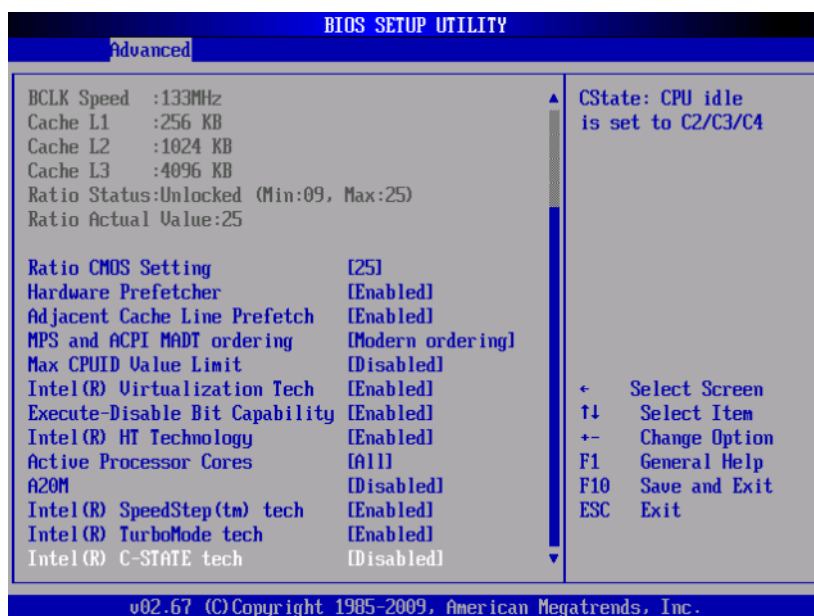 BIOS SETUP UTILITY
Advanced
BCLK Speed :133MHz
Cache L1 :256 KB
Cache L2 :1024 KB
Cache L3 :4096 KB
Ratio Status:Unlocked (Min:09, Max:25)
Ratio Actual Value:25
Ratio CMOS Setting [25]
Hardware Prefetcher [Enabled]
Adjacent Cache Line Prefetch [Enabled]
MPS and ACPI MADT ordering [Modern ordering]
Max CPUID Value Limit [Disabled]
Intel(R) Virtualization Tech [Enabled]
Execute-Disable Bit Capability [Enabled]
Intel(R) HT Technology [Enabled]
Active Processor Cores [All]
A20M [Disabled]
Intel(R) SpeedStep(tm) tech [Enabled]
Intel(R) TurboMode tech [Enabled]
Intel(R) C-STATE tech [Disabled]
CState: CPU idle
is set to C2/C3/C4
← Select Screen
↑↓ Select Item
+- Change Option
F1 General Help
F10 Save and Exit
ESC Exit
v02.67 (C)Copyright 1985-2009, American Megatrends, Inc.